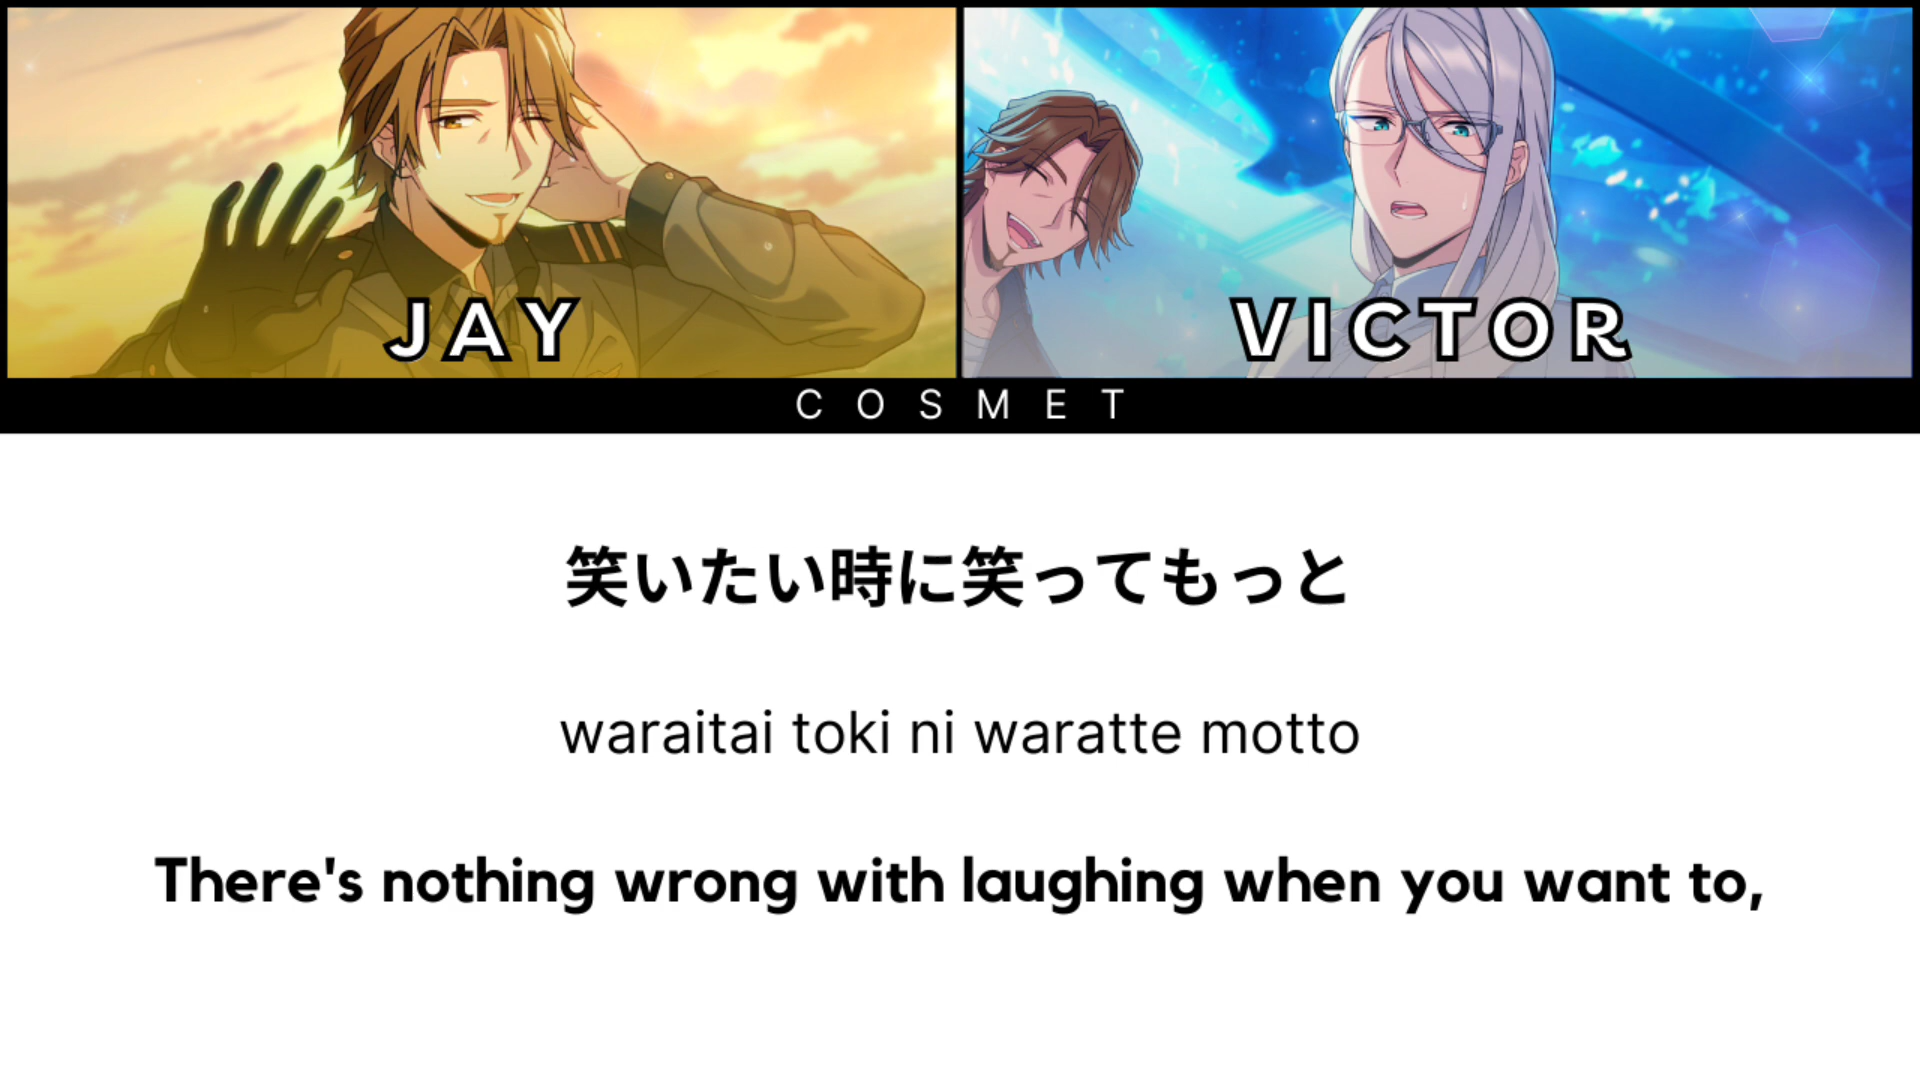 JAY
VICTOR
COSMET
笑いたい時に笑ってもっと
waraitai toki ni waratte motto
There's nothing wrong with laughing when you want to,